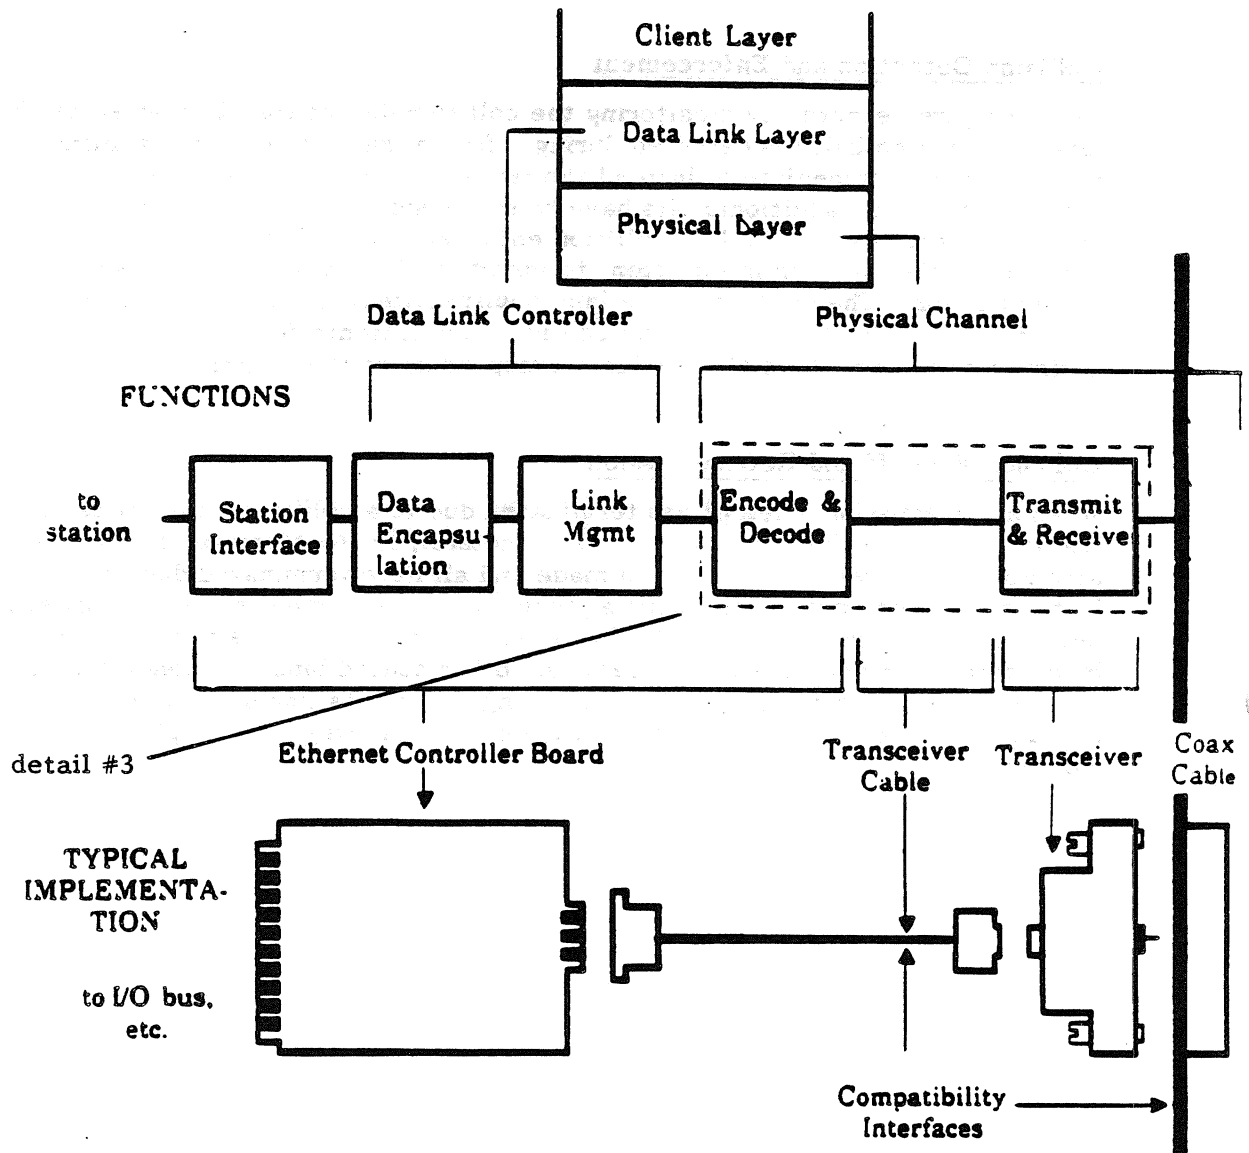 Client Layer
Data Link Layer
Physical Layer
Data Link Controller
Physical Channel
FUNCTIONS
to
station
Station
Interface
Data
Encapsu-
lation
Link
Mgmt
Encode &
Decode
Transmit
& Receive
detail #3
Ethernet Controller Board
Transceiver
Cable
Transceiver
Coax
Cable
TYPICAL
IMPLEMENTA-
TION
to I/O bus,
etc.
Compatibility
Interfaces